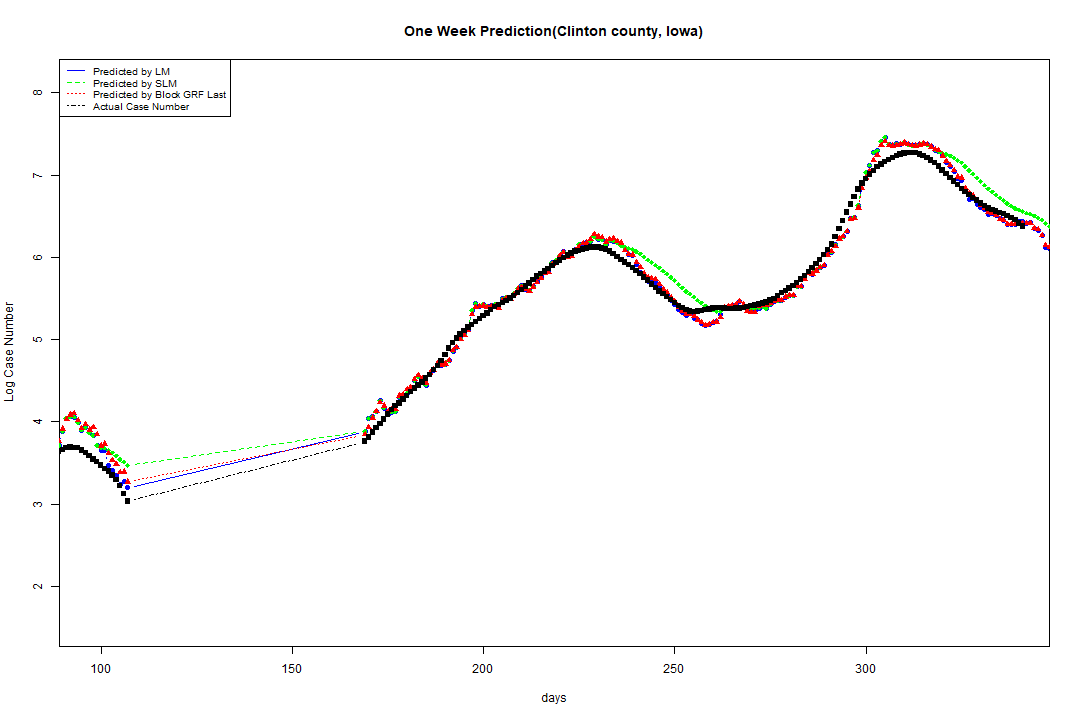 One Week Prediction(Clinton county, Iowa)
Predicted by LM
Predicted by SLM
Predicted by Block GRF Last
Actual Case Number
8
7
6
5
4
3
2
Log Case Number
100 150 200 250 300
days